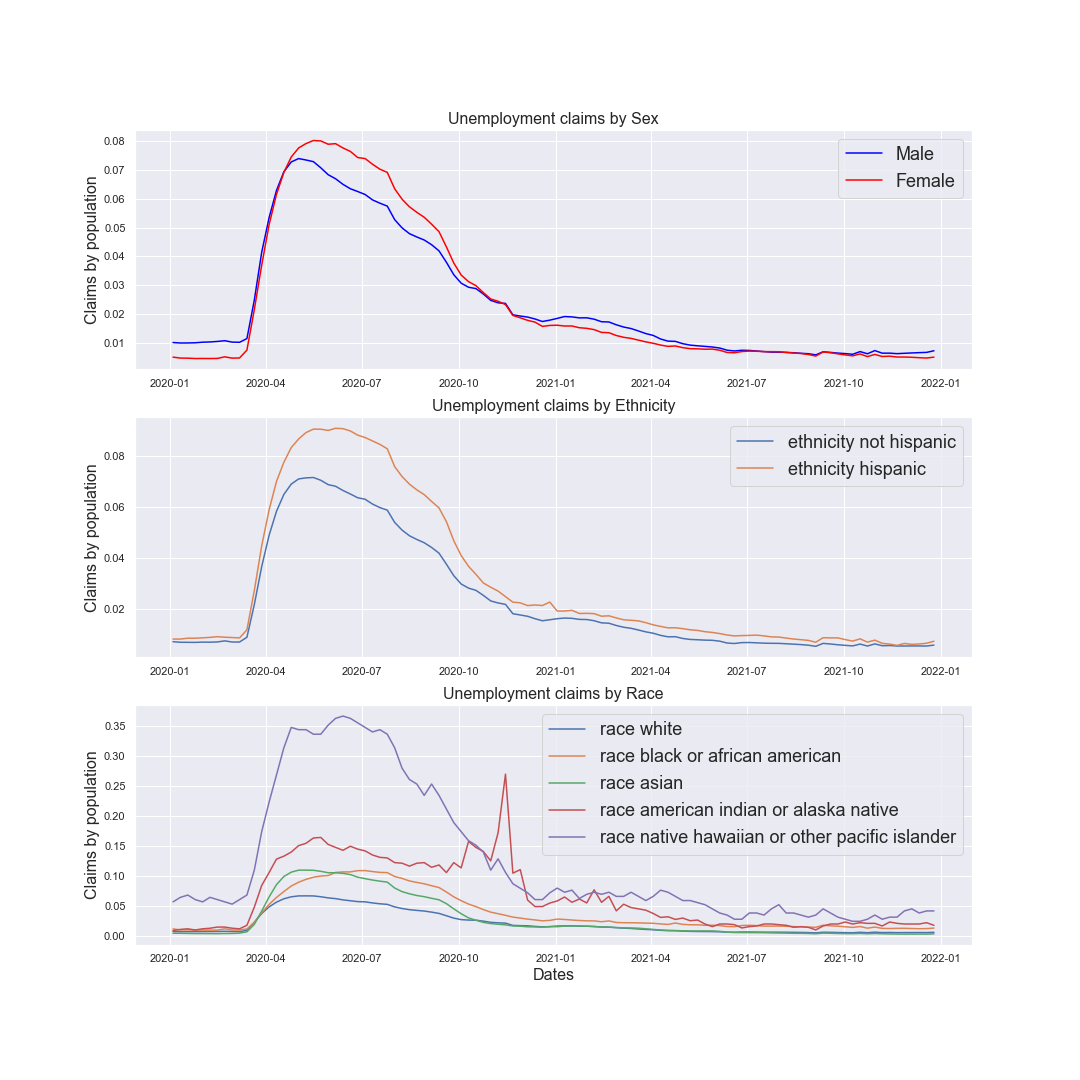 Unemployment claims by Sex
Claims by population
0.08
0.07
0.06
0.05
0.04
0.03
0.02
0.01
Male
Female
2020-01 2020-04 2020-07 2020-10 2021-01 2021-04 2021-07 2021-10 2022-01
Unemployment claims by Ethnicity
Claims by population
0.08
0.06
0.04
0.02
ethnicity not hispanic
ethnicity hispanic
2020-01 2020-04 2020-07 2020-10 2021-01 2021-04 2021-07 2021-10 2022-01
Unemployment claims by Race
Claims by population
0.35
0.30
0.25
0.20
0.15
0.10
0.05
0.00
race white
race black or african american
race asian
race american indian or alaska native
race native hawaiian or other pacific islander
2020-01 2020-04 2020-07 2020-10 2021-01 2021-04 2021-07 2021-10 2022-01
Dates